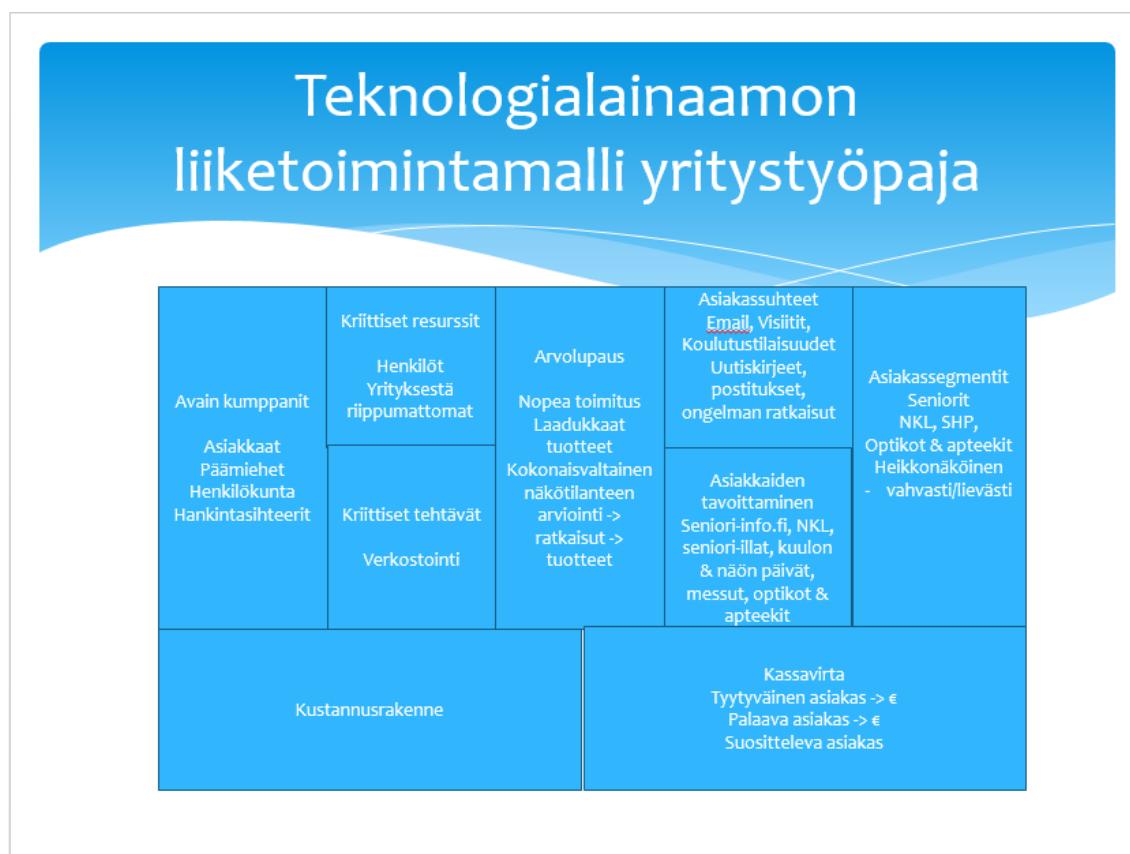 Teknologialainaamon
liiketoimintamalli yritystyöpaja
Avain kumppanit
Asiakkaat
Päämiehet
Henkilökunta
Hankintasihteerit
Kriittiset resurssit
Henkilöt
Yrityksestä
riippumattomat
Kriittiset tehtävät
Verkostointi
Arvolupaus
Nopea toimitus
Laadukkaat
tuotteet
Kokonaisvaltainen
näkötilanteen
arviointi ->
ratkaisut ->
tuotteet
Asiakassuhteet
Email, Visiitit,
Koulutustilaisuudet
Uutiskirjeet,
postitukset,
ongelman ratkaisut
Asiakkaiden
tavoittaminen
Seniori-info.fi, NKL,
seniori-illat, kuulon
& näön päivät,
messut, optikot &
apteekit
Asiakassegmentit
Seniorit
NKL, SHP,
Optikot & apteekit
Heikkonäköinen
- vahvasti/lievästi
Kustannusrakenne
Kassavirta
Tyytyväinen asiakas -> €
Palaava asiakas -> €
Suositteleva asiakas